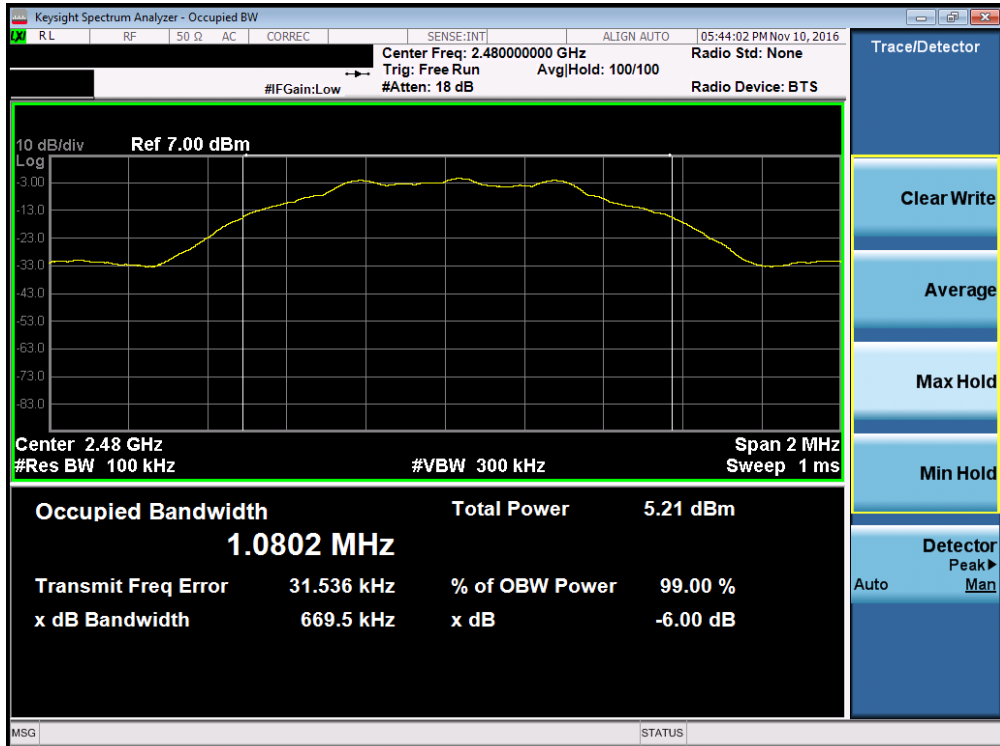 Keysight Spectrum Analyzer - Occupied BW
LXI RL RF 50 Ω AC CORREC SENSE:INT ALIGN AUTO 05:44:02 PM Nov 10, 2016
Center Freq: 2.480000000 GHz Radio Std: None
Trig: Free Run Avg|Hold: 100/100
#IFGain:Low #Atten: 18 dB Radio Device: BTS
10 dB/div Ref 7.00 dBm
Log
-3.00
-13.0
-23.0
-33.0
-43.0
-53.0
-63.0
-73.0
-83.0
Center 2.48 GHz Span 2 MHz
#Res BW 100 kHz #VBW 300 kHz Sweep 1 ms
Occupied Bandwidth Total Power 5.21 dBm
1.0802 MHz
Transmit Freq Error 31.536 kHz % of OBW Power 99.00 %
x dB Bandwidth 669.5 kHz x dB -6.00 dB
MSG STATUS
Trace/Detector
Clear Write
Average
Max Hold
Min Hold
Detector
Peak▶
Auto Man